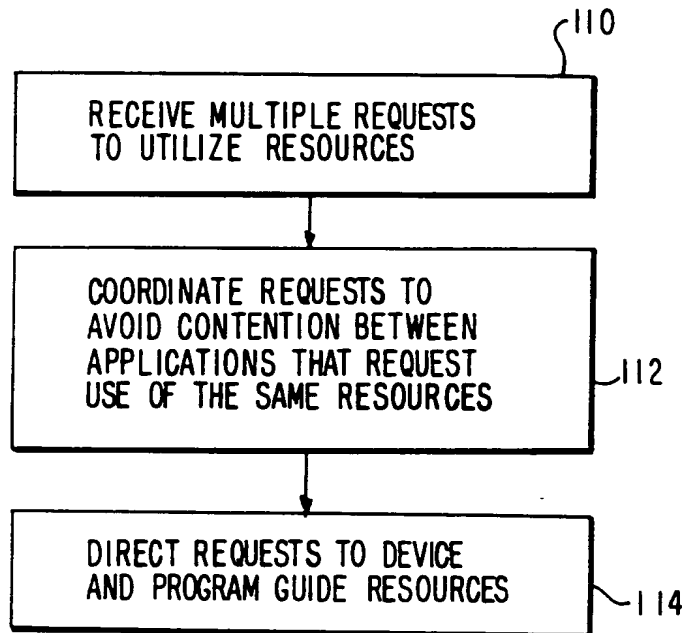 110
RECEIVE MULTIPLE REQUESTS
TO UTILIZE RESOURCES
COORDINATE REQUESTS TO
AVOID CONTENTION BETWEEN
APPLICATIONS THAT REQUEST
USE OF THE SAME RESOURCES
112
DIRECT REQUESTS TO DEVICE
AND PROGRAM GUIDE RESOURCES
114